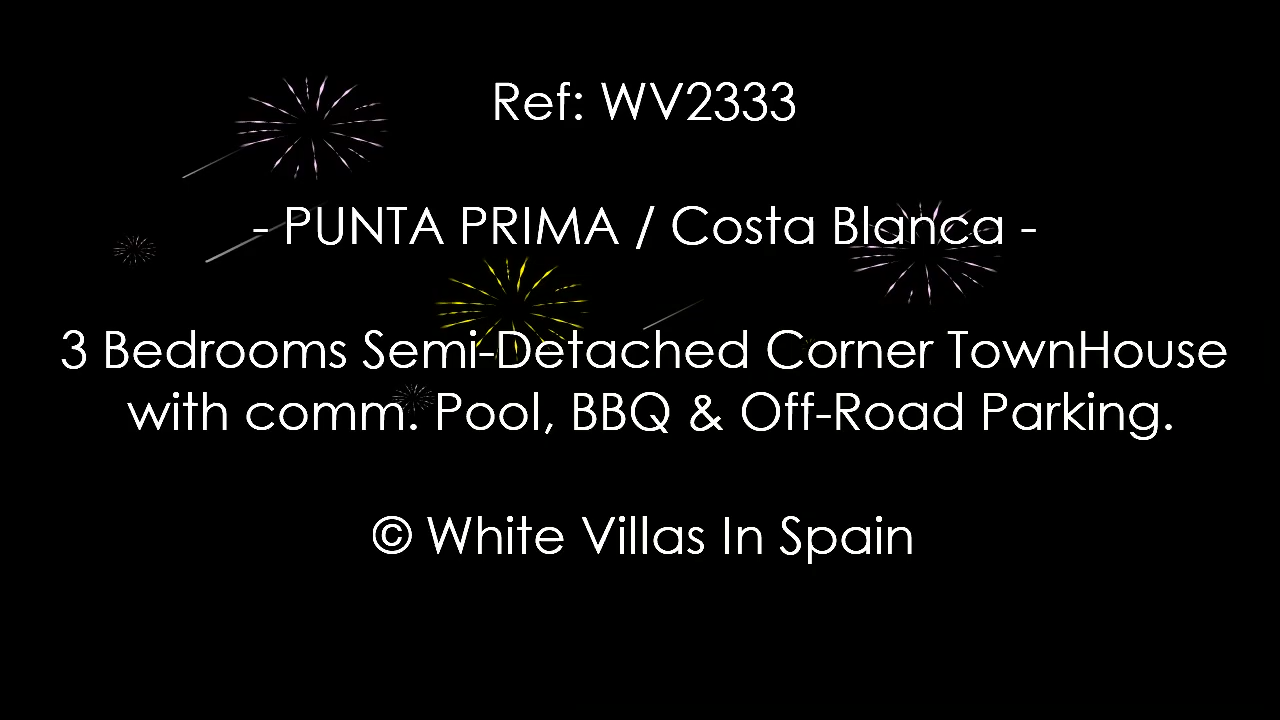 Ref: WV2333
- PUNTA PRIMA / Costa Blanca -
3 Bedrooms Semi-Detached Corner TownHouse
with comm. Pool, BBQ & Off-Road Parking.
© White Villas In Spain